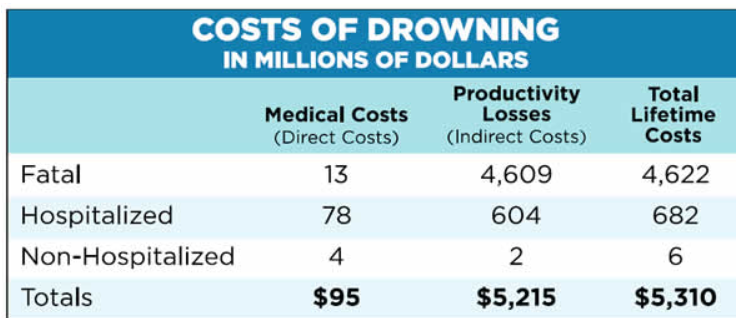 COSTS OF DROWNING
IN MILLIONS OF DOLLARS
Medical Costs (Direct Costs) Productivity Losses (Indirect Costs) Total Lifetime Costs
Fatal 13 4,609 4,622
Hospitalized 78 604 682
Non-Hospitalized 4 2 6
Totals $95 $5,215 $5,310